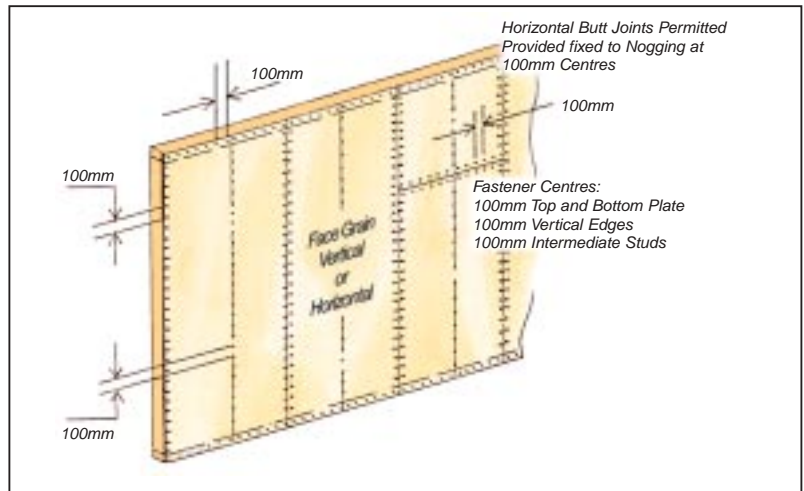 Horizontal Butt Joints Permitted
Provided fixed to Nogging at
100mm Centres
100mm
100mm
100mm
Fastener Centres:
100mm Top and Bottom Plate
100mm Vertical Edges
100mm Intermediate Studs
Face Grain
Vertical
or
Horizontal
100mm